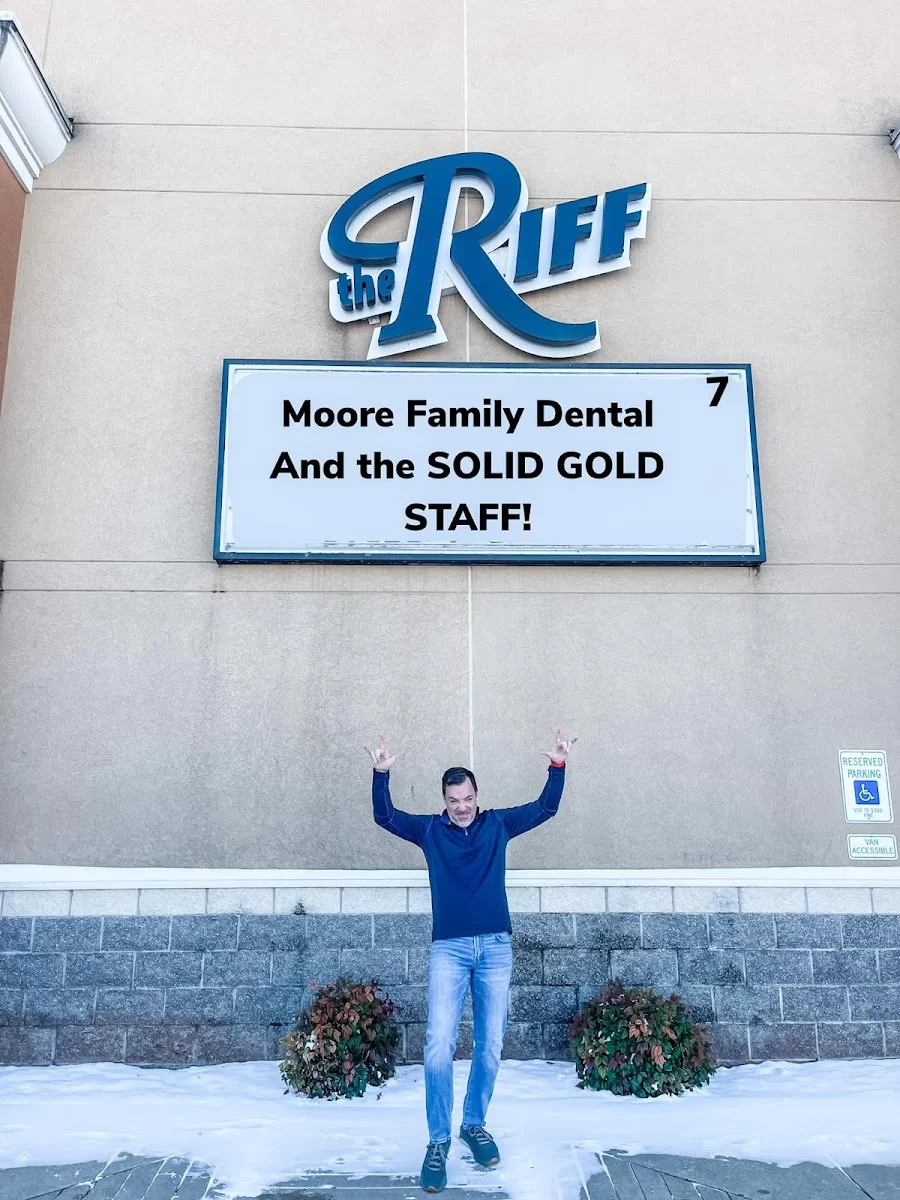 the RIFF
7
Moore Family Dental
And the SOLID GOLD
STAFF!
RESERVED
PARKING
VAN
ACCESSIBLE